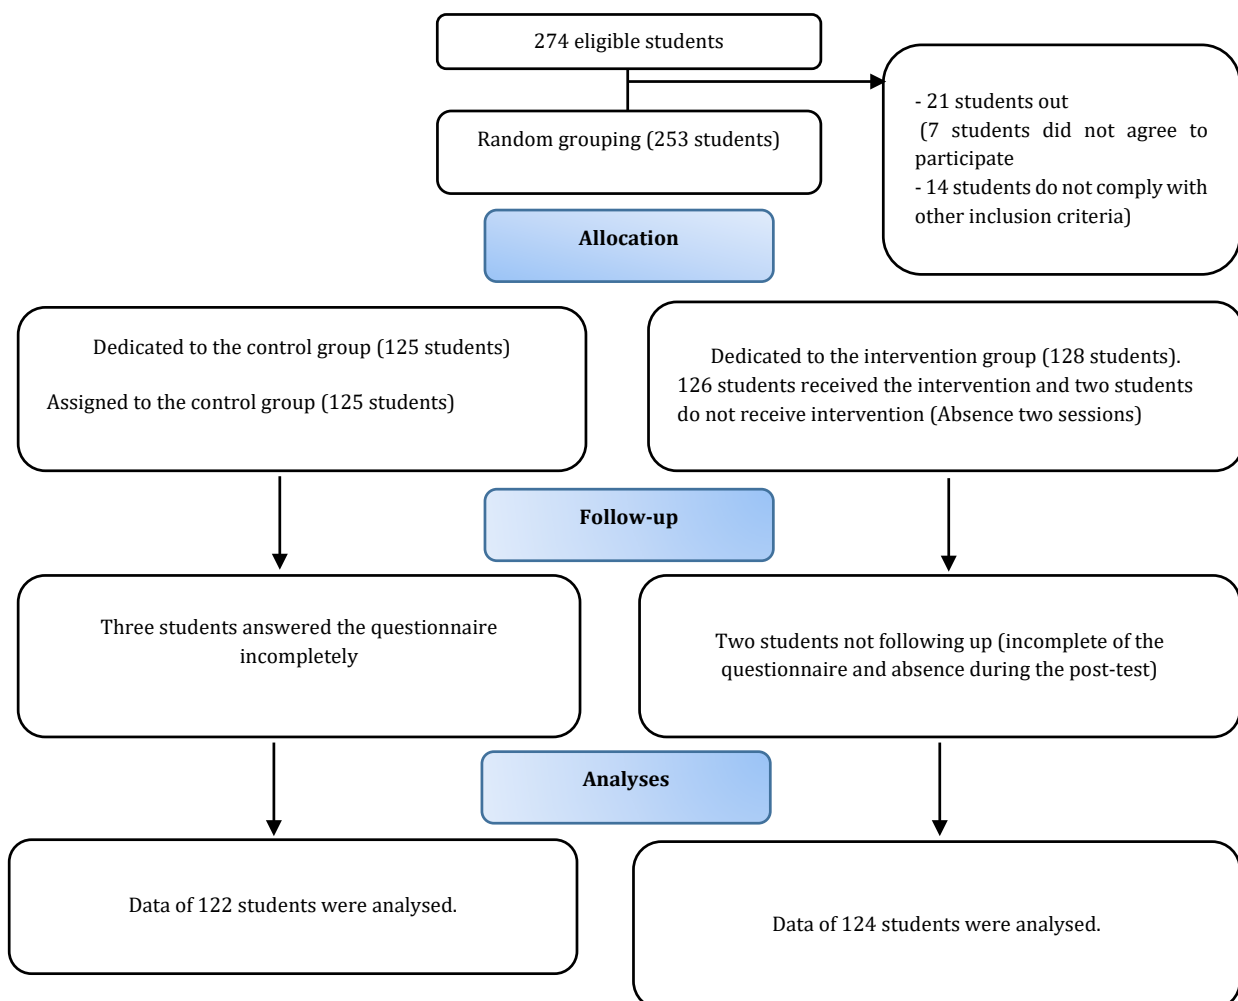 274 eligible students
- 21 students out
(7 students did not agree to
participate
- 14 students do not comply with
other inclusion criteria)
Random grouping (253 students)
Allocation
Dedicated to the control group (125 students)
Assigned to the control group (125 students)
Dedicated to the intervention group (128 students).
126 students received the intervention and two students
do not receive intervention (Absence two sessions)
Follow-up
Three students answered the questionnaire
incompletely
Two students not following up (incomplete of the
questionnaire and absence during the post-test)
Analyses
Data of 122 students were analysed.
Data of 124 students were analysed.